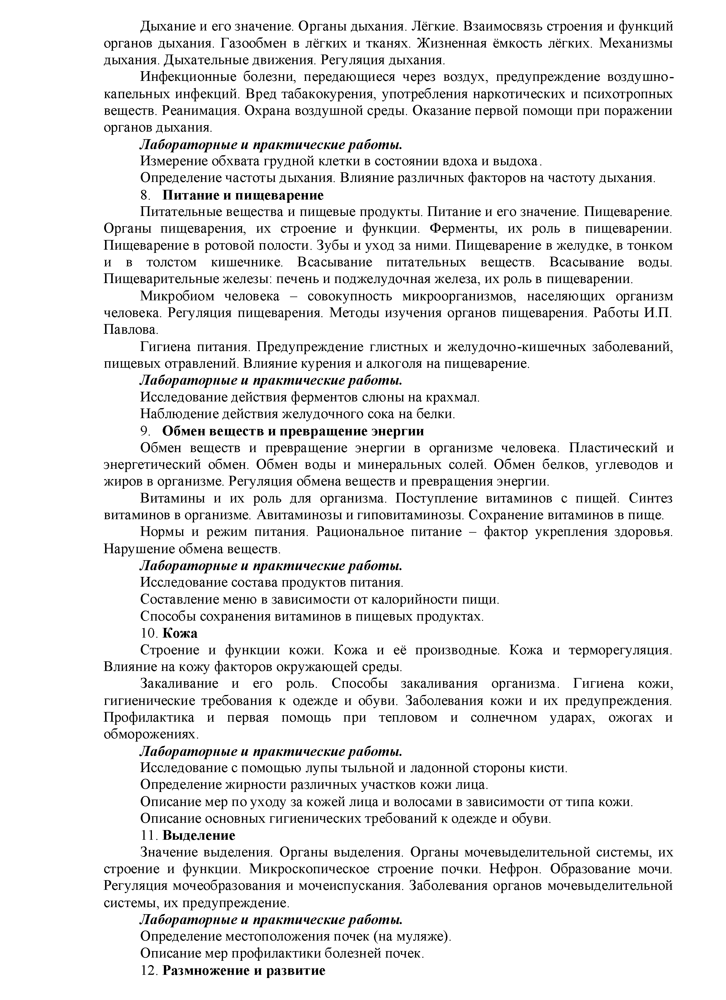 Дыхание и его значение. Органы дыхания. Лёгкие. Взаимосвязь строения и функций
органов дыхания. Газообмен в лёгких и тканях. Жизненная ёмкость лёгких. Механизмы
дыхания. Дыхательные движения. Регуляция дыхания.
Инфекционные болезни, передающиеся через воздух, предупреждение воздушно-
капельных инфекций. Вред табакокурения, употребления наркотических и психотропных
веществ. Реанимация. Охрана воздушной среды. Оказание первой помощи при поражении
органов дыхания.
Лабораторные и практические работы.
Измерение обхвата грудной клетки в состоянии вдоха и выдоха.
Определение частоты дыхания. Влияние различных факторов на частоту дыхания.
8. Питание и пищеварение
Питательные вещества и пищевые продукты. Питание и его значение. Пищеварение.
Органы пищеварения, их строение и функции. Ферменты, их роль в пищеварении.
Пищеварение в ротовой полости. Зубы и уход за ними. Пищеварение в желудке, в тонком
и в толстом кишечнике. Всасывание питательных веществ. Всасывание воды.
Пищеварительные железы: печень и поджелудочная железа, их роль в пищеварении.
Микробиом человека – совокупность микроорганизмов, населяющих организм
человека. Регуляция пищеварения. Методы изучения органов пищеварения. Работы И.П.
Павлова.
Гигиена питания. Предупреждение глистных и желудочно-кишечных заболеваний,
пищевых отравлений. Влияние курения и алкоголя на пищеварение.
Лабораторные и практические работы.
Исследование действия ферментов слюны на крахмал.
Наблюдение действия желудочного сока на белки.
9. Обмен веществ и превращение энергии
Обмен веществ и превращение энергии в организме человека. Пластический и
энергетический обмен. Обмен воды и минеральных солей. Обмен белков, углеводов и
жиров в организме. Регуляция обмена веществ и превращения энергии.
Витамины и их роль для организма. Поступление витаминов с пищей. Синтез
витаминов в организме. Авитаминозы и гиповитаминозы. Сохранение витаминов в пище.
Нормы и режим питания. Рациональное питание – фактор укрепления здоровья.
Нарушение обмена веществ.
Лабораторные и практические работы.
Исследование состава продуктов питания.
Составление меню в зависимости от калорийности пищи.
Способы сохранения витаминов в пищевых продуктах.
10. Кожа
Строение и функции кожи. Кожа и её производные. Кожа и терморегуляция.
Влияние на кожу факторов окружающей среды.
Закаливание и его роль. Способы закаливания организма. Гигиена кожи,
гигиенические требования к одежде и обуви. Заболевания кожи и их предупреждения.
Профилактика и первая помощь при тепловом и солнечном ударах, ожогах и
обморожениях.
Лабораторные и практические работы.
Исследование с помощью лупы тыльной и ладонной стороны кисти.
Определение жирности различных участков кожи лица.
Описание мер по уходу за кожей лица и волосами в зависимости от типа кожи.
Описание основных гигиенических требований к одежде и обуви.
11. Выделение
Значение выделения. Органы выделения. Органы мочевыделительной системы, их
строение и функции. Микроскопическое строение почки. Нефрон. Образование мочи.
Регуляция мочеобразования и мочеиспускания. Заболевания органов мочевыделительной
системы, их предупреждение.
Лабораторные и практические работы.
Определение местоположения почек (на муляже).
Описание мер профилактики болезней почек.
12. Размножение и развитие